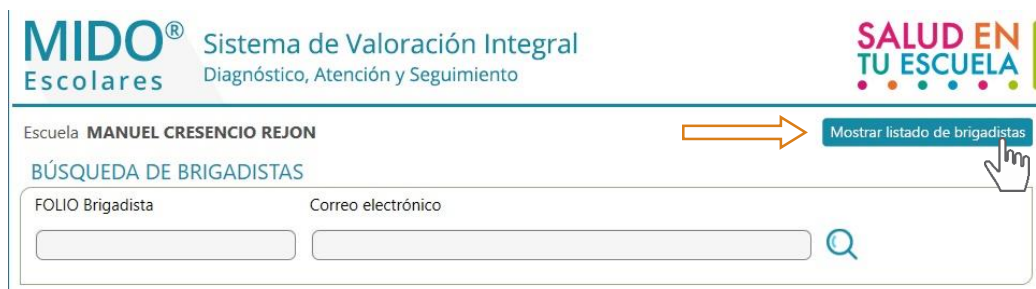 MIDO®
Escolares
Sistema de Valoración Integral
Diagnóstico, Atención y Seguimiento
SALUD EN
TU ESCUELA
Escuela MANUEL CRESENCIO REJON
Mostrar listado de brigadistas
BÚSQUEDA DE BRIGADISTAS
FOLIO Brigadista
Correo electrónico